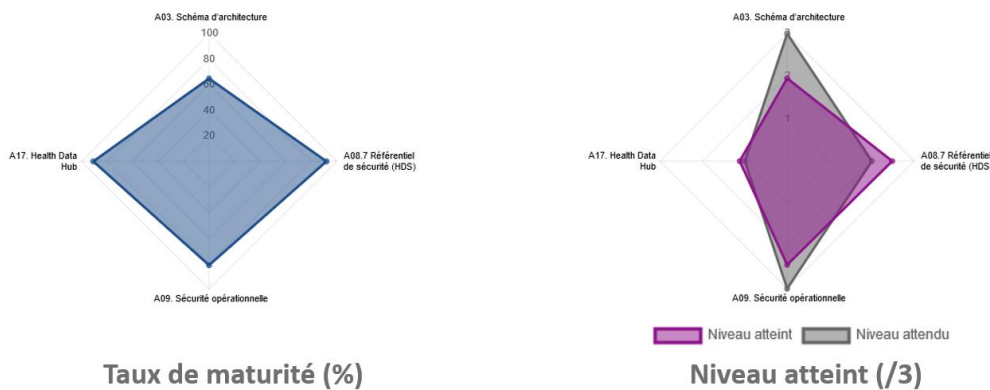 A03. Schéma d'architecture
100
80
60
40
20
A17. Health Data
Hub
A08.7 Référentiel
de sécurité (HDS)
A09. Sécurité opérationnelle
Taux de maturité (%)
A03. Schéma d'architecture
3
2
1
A17. Health Data
Hub
A08.7 Référentiel
de sécurité (HDS)
A09. Sécurité opérationnelle
Niveau atteint
Niveau attendu
Niveau atteint (/3)